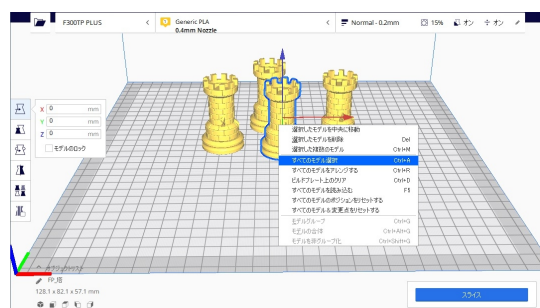 F300TP PLUS
Generic PLA
0.4mm Nozzle
Normal - 0.2mm
15%
オン
オン
X 0 mm
Y 0 mm
Z 0 mm
モデルのロック
選択したモデルを中央に移動
選択したモデルを削除 Del
選択した複数のモデル Ctrl+M
すべてのモデル選択 Ctrl+A
すべてのモデルをアレンジする Ctrl+R
ビルドプレート上のクリア Ctrl+D
すべてのモデルを読み込む F5
すべてのモデルのポジションをリセットする
すべてのモデル＆変更点をリセットする
モデルグループ Ctrl+G
モデルの合体 Ctrl+Alt+G
モデルを非グループ化 Ctrl+Shift+G
オブジェクトリスト
FP_塔
128.1 x 82.1 x 57.1 mm
スライス